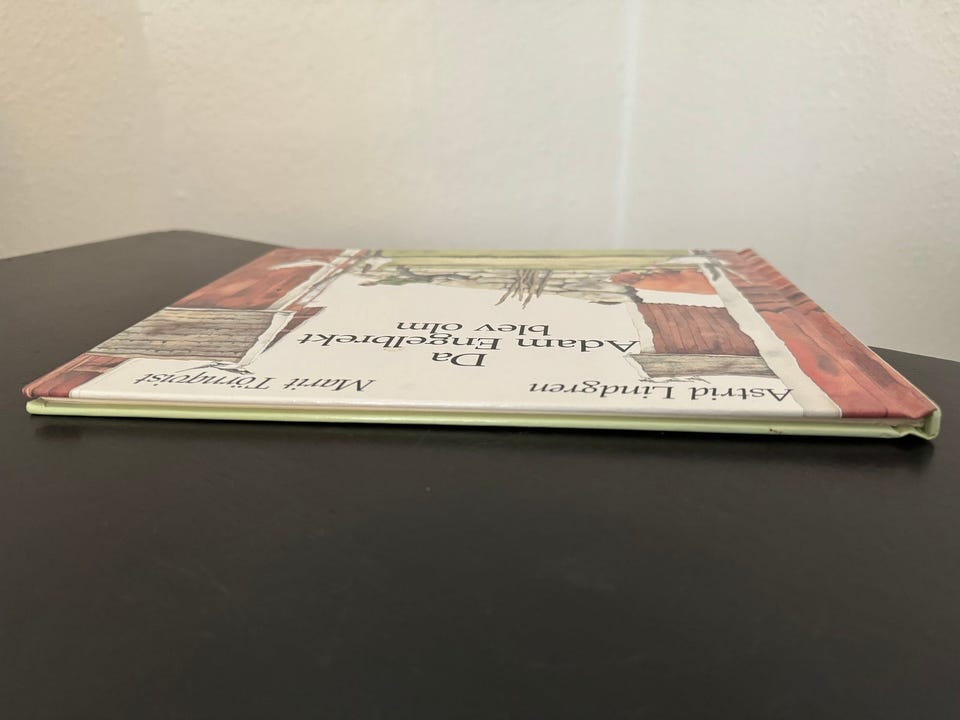 Astrid Lindgren Marit Törnqvist
Da
Adam Engelbrekt
blev olm